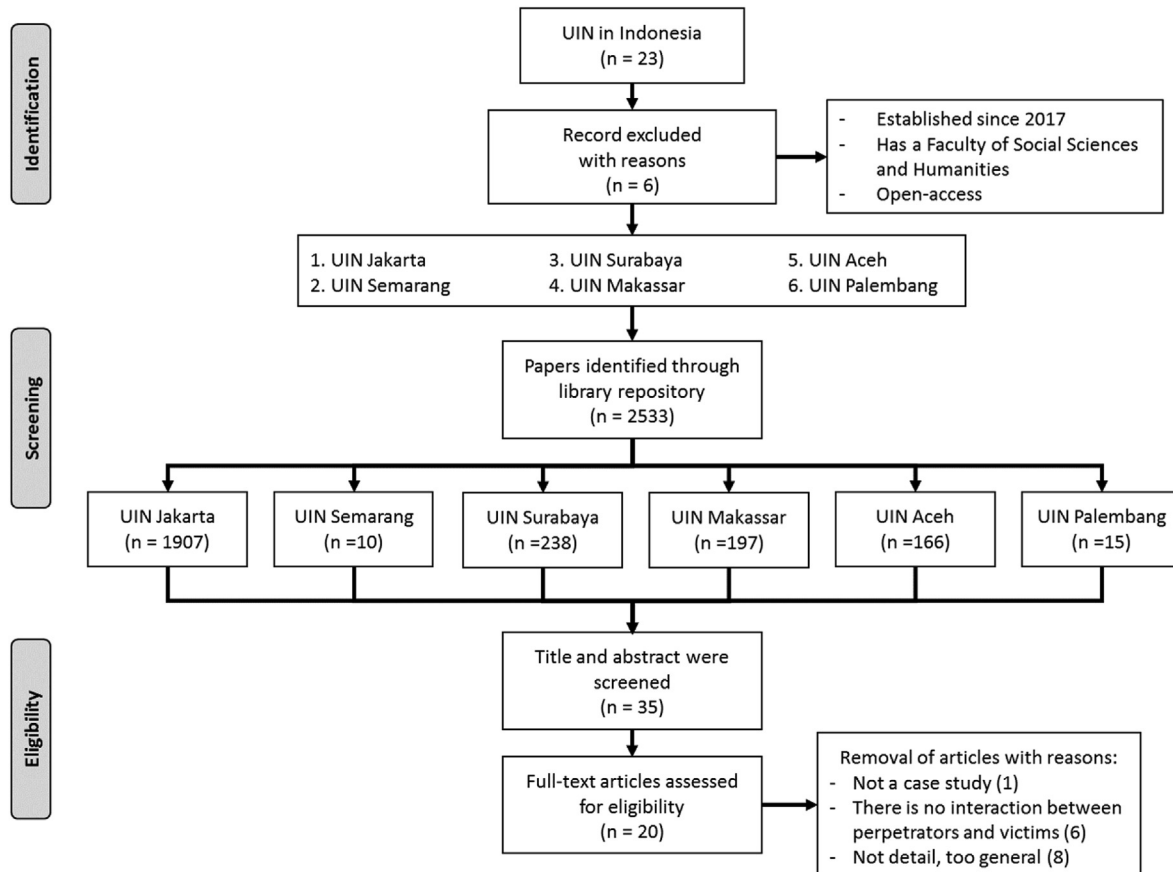 Identification
UIN in Indonesia
(n = 23)
Record excluded
with reasons
(n = 6)
- Established since 2017
- Has a Faculty of Social Sciences
and Humanities
- Open-access
1. UIN Jakarta
2. UIN Semarang
3. UIN Surabaya
4. UIN Makassar
5. UIN Aceh
6. UIN Palembang
Screening
Papers identified through
library repository
(n = 2533)
UIN Jakarta
(n = 1907)
UIN Semarang
(n =10)
UIN Surabaya
(n =238)
UIN Makassar
(n =197)
UIN Aceh
(n =166)
UIN Palembang
(n =15)
Eligibility
Title and abstract were
screened
(n = 35)
Full-text articles assessed
for eligibility
(n = 20)
Removal of articles with reasons:
- Not a case study (1)
- There is no interaction between
perpetrators and victims (6)
- Not detail, too general (8)